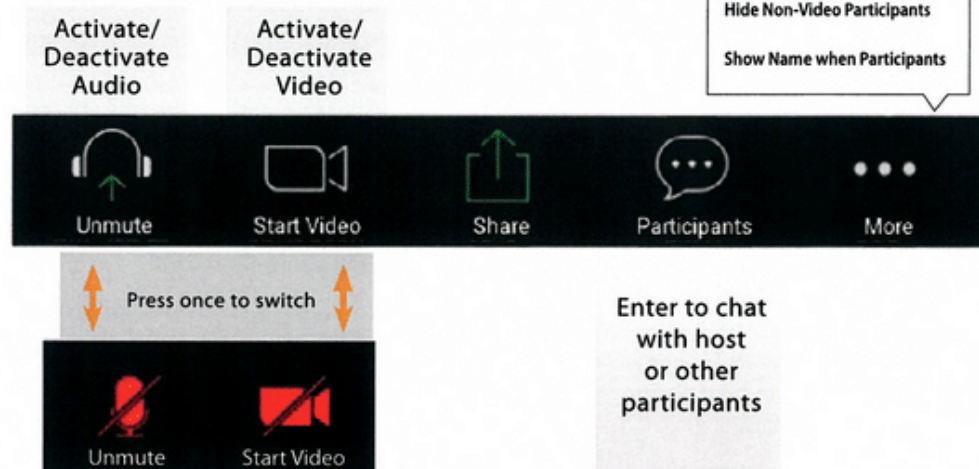 Hide Non-Video Participants
Show Name when Participants
Activate/
Deactivate
Audio
Activate/
Deactivate
Video
Unmute
Start Video
Share
Participants
More
Press once to switch
Enter to chat
with host
or other
participants
Unmute
Start Video